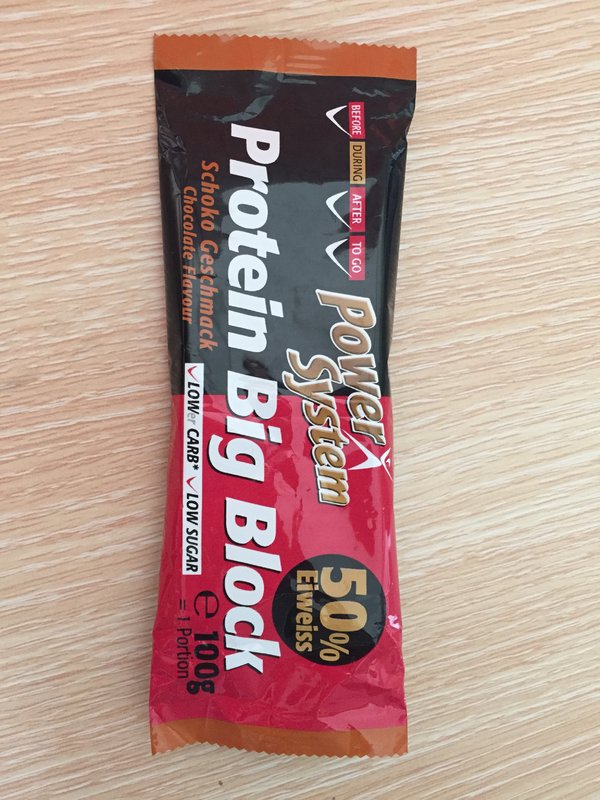 BEFORE DURING AFTER TO GO
Power
System
Protein Big Block
50%
Eiweiss
Schoko Geschmack
Chocolate Flavour
LOWer CARB* LOW SUGAR
e 100g
= 1 Portion